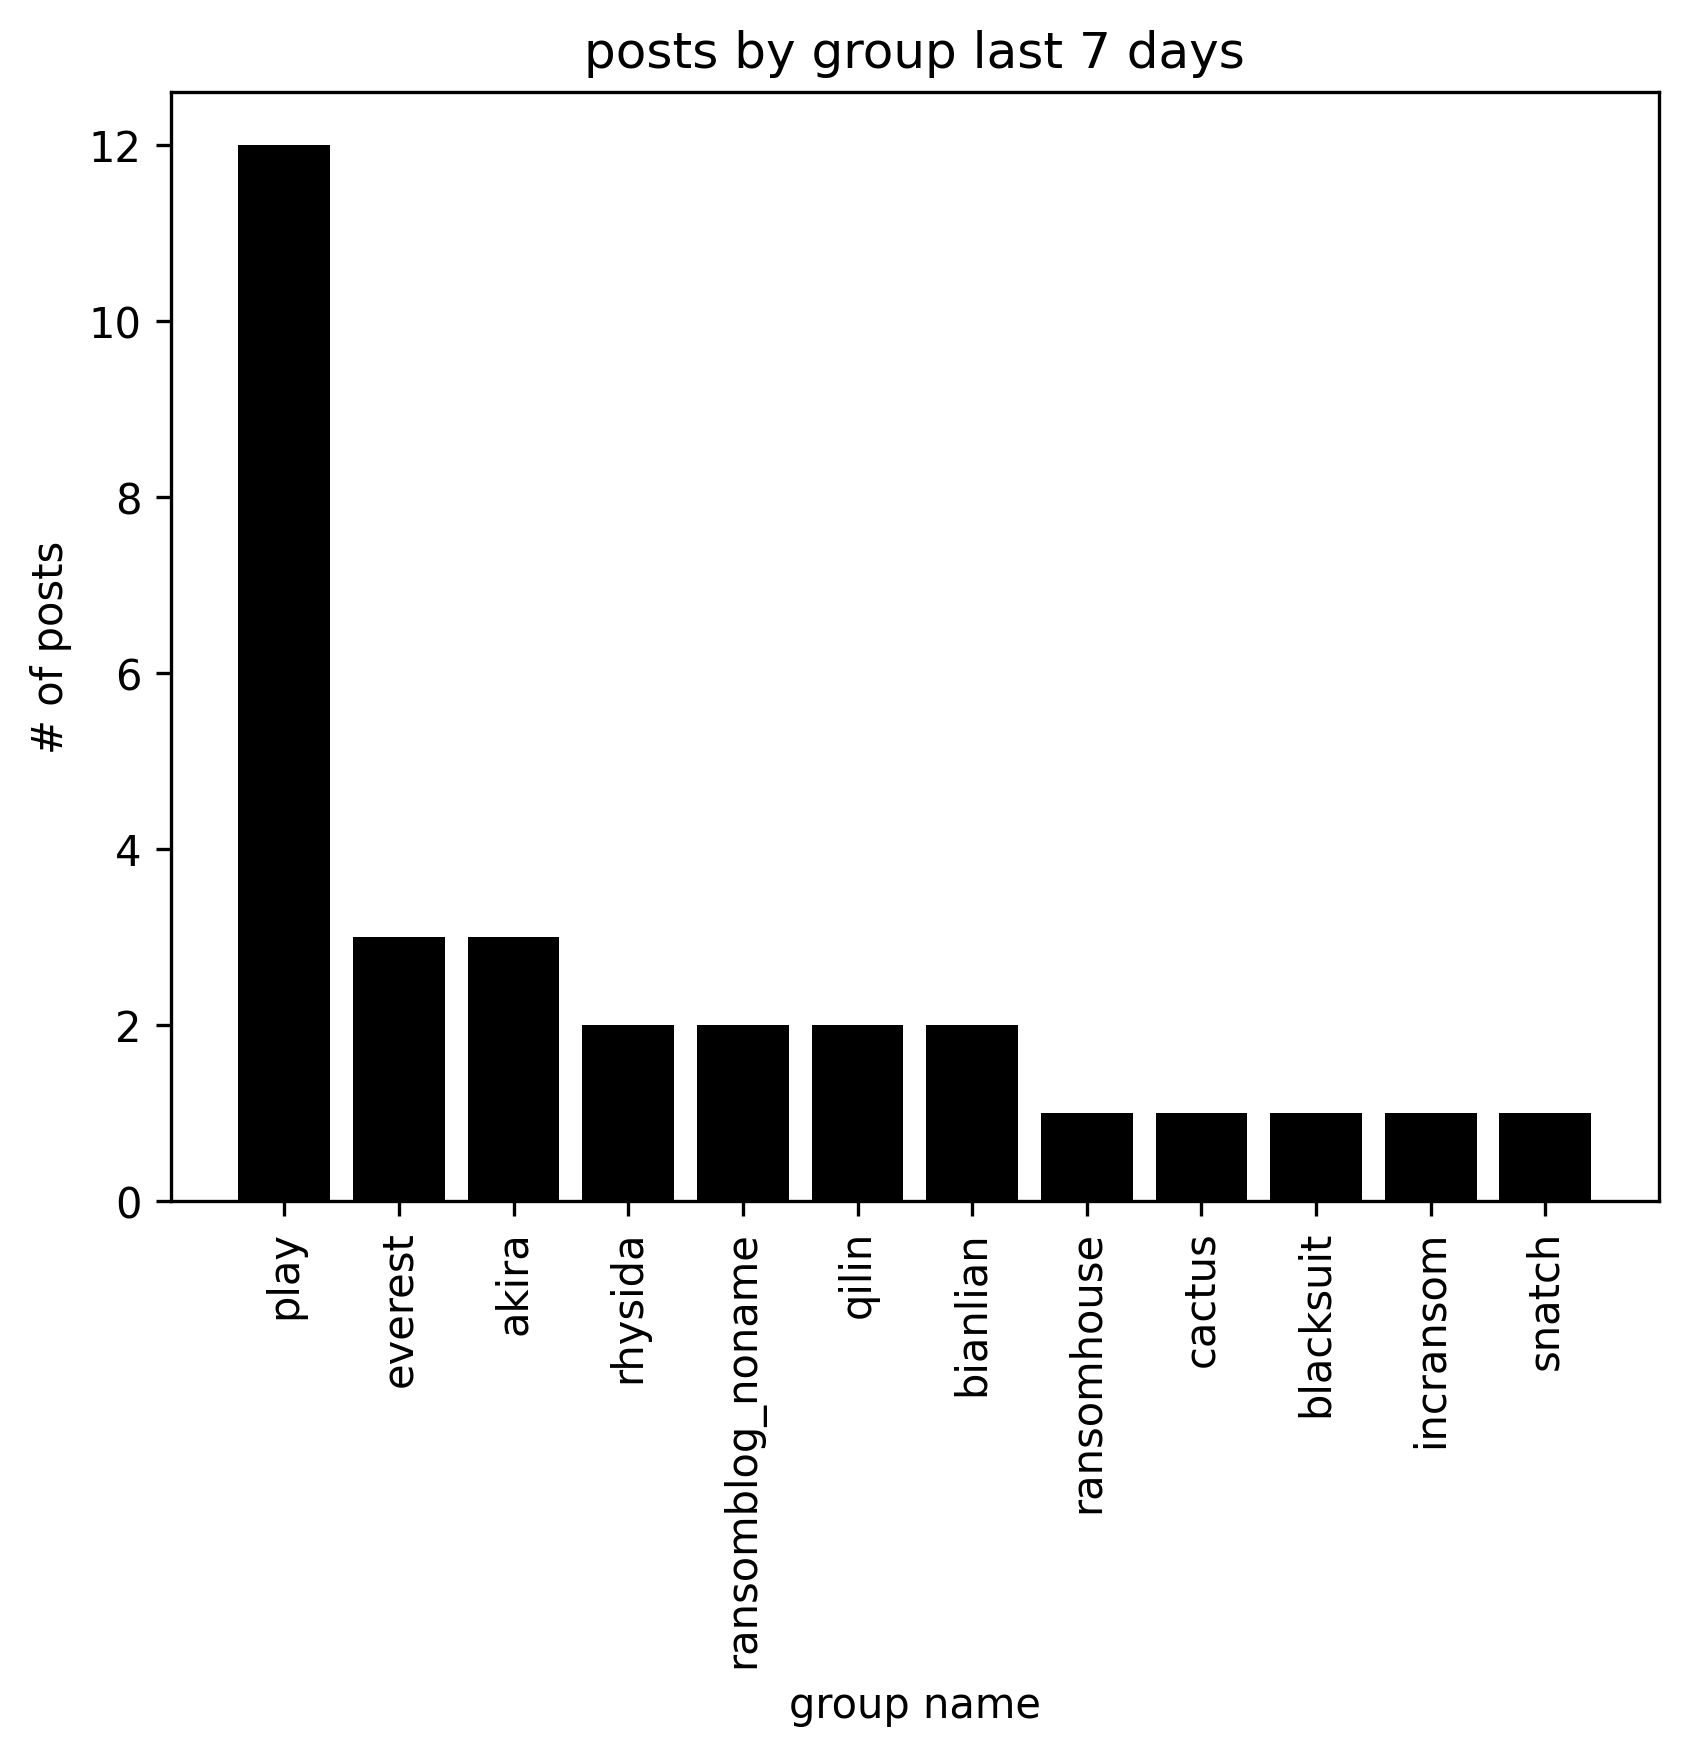 posts by group last 7 days
# of posts
12
10
8
6
4
2
0
play
everest
akira
rhysida
ransomblog_noname
qilin
bianlian
ransomhouse
cactus
blacksuit
incransom
snatch
group name